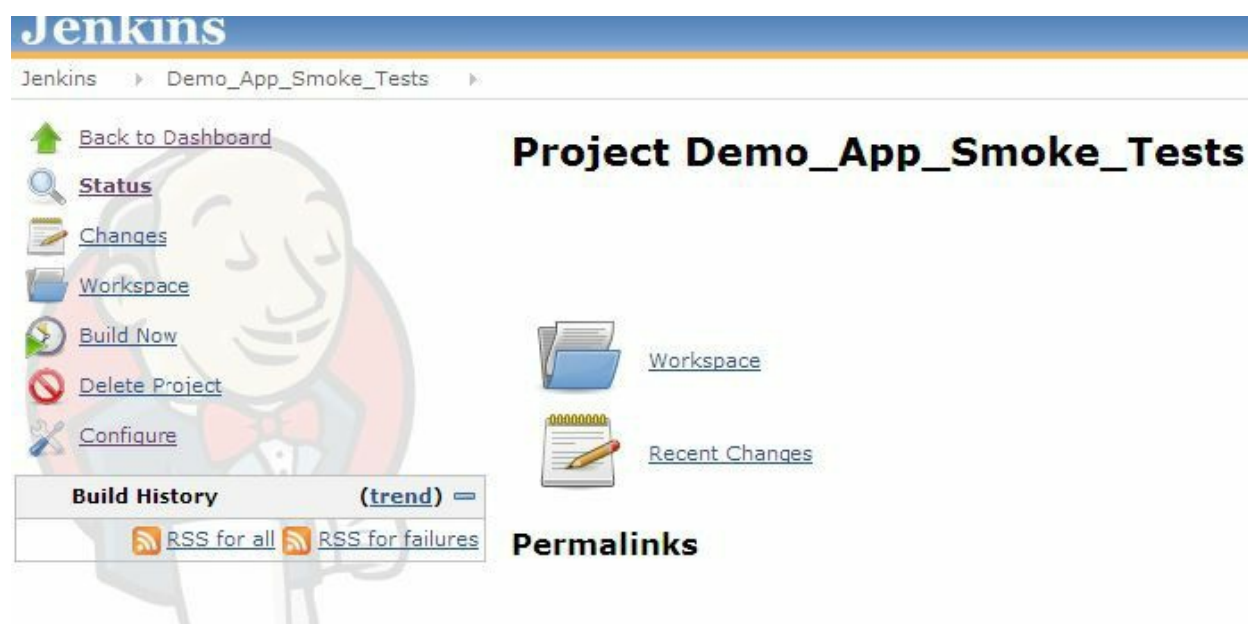 Jenkins
Jenkins Demo_App_Smoke_Tests
Back to Dashboard
Status
Changes
Workspace
Build Now
Delete Project
Configure
Build History (trend)
RSS for all RSS for failures
Project Demo_App_Smoke_Tests
Workspace
Recent Changes
Permalinks